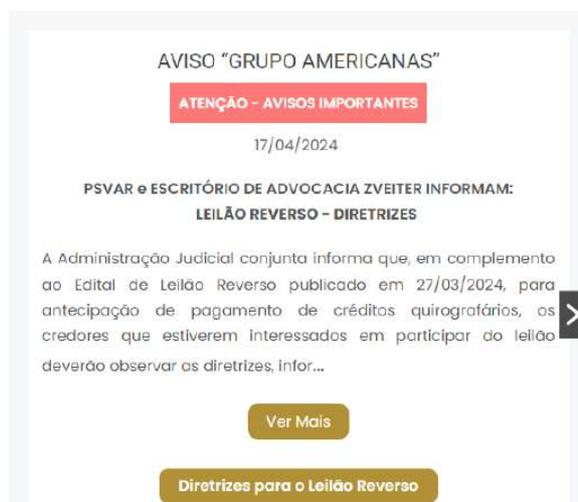 AVISO “GRUPO AMERICANAS”
ATENÇÃO - AVISOS IMPORTANTES
17/04/2024
PSVAR e ESCRITÓRIO DE ADVOCACIA ZVEITER INFORMAM:
LEILÃO REVERSO - DIRETRIZES
A Administração Judicial conjunta informa que, em complemento
ao Edital de Leilão Reverso publicado em 27/03/2024, para
antecipação de pagamento de créditos quirografários, os
credores que estiverem interessados em participar do leilão
deverão observar as diretrizes, infor...
Ver Mais
Diretrizes para o Leilão Reverso